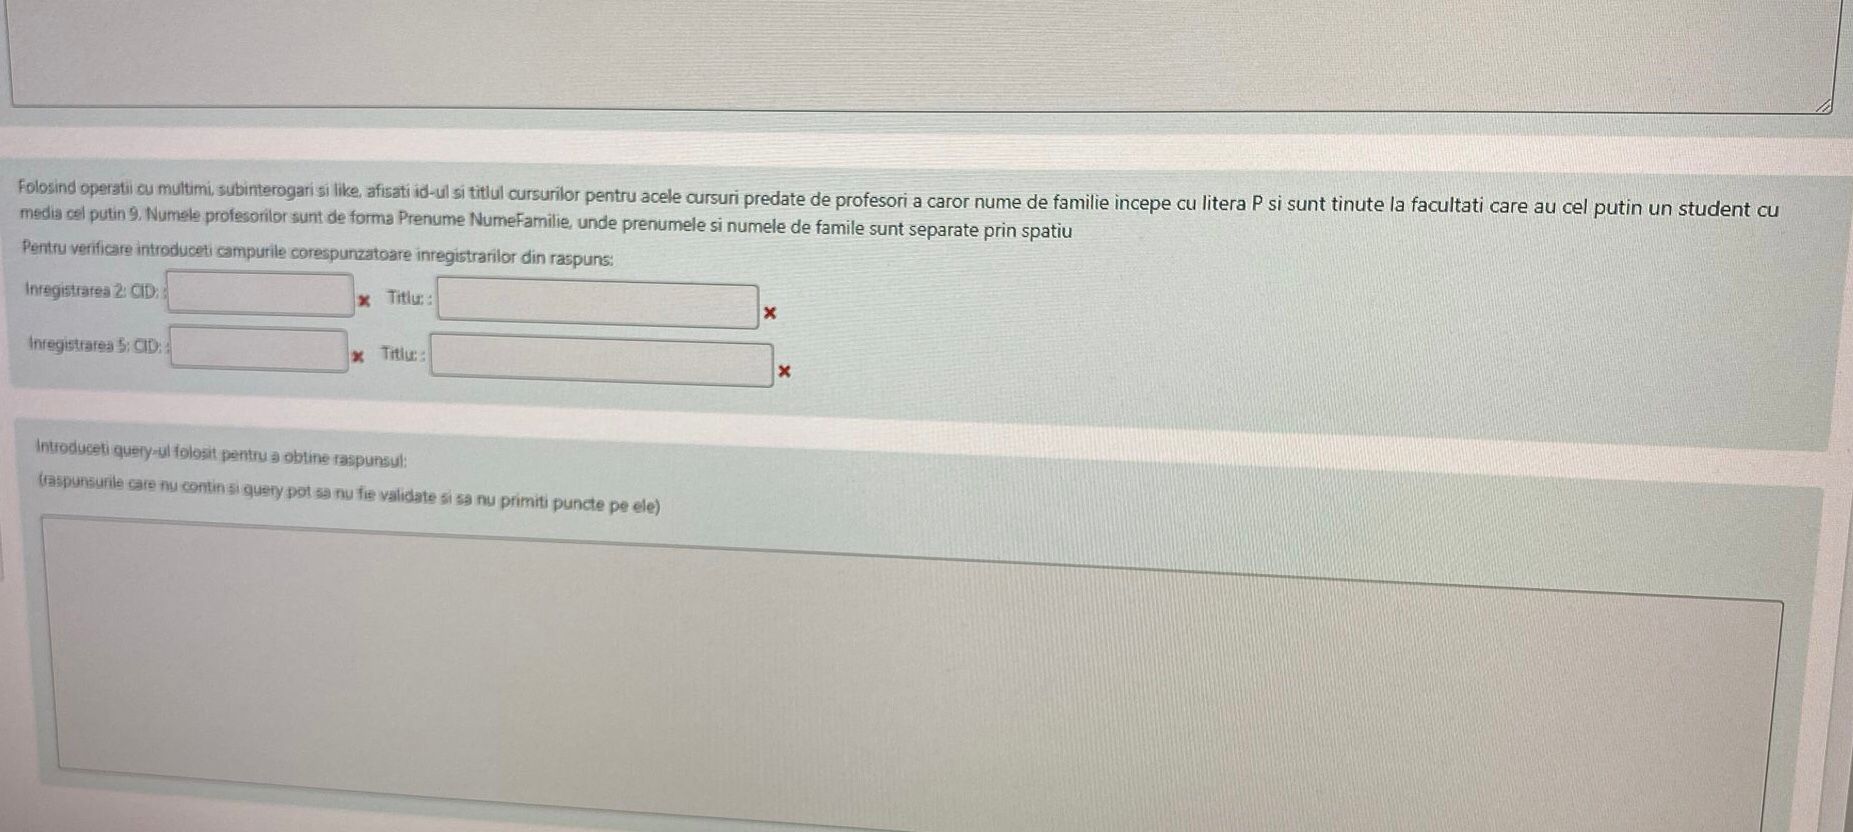 Folosind operatii cu multimi, subinterogari si like, afisati id-ul si titlul cursurilor pentru acele cursuri predate de profesori a caror nume de familie incepe cu litera P si sunt tinute la facultati care au cel putin un student cu
media cel putin 9. Numele profesorilor sunt de forma Prenume NumeFamilie, unde prenumele si numele de famile sunt separate prin spatiu
Pentru verificare introduceti campurile corespunzatoare inregistrarilor din raspuns:
Inregistrarea 2: CID: : Titlu: :
Inregistrarea 5: CID: : Titlu: :
Introduceti query-ul folosit pentru a obtine raspunsul:
(raspunsurile care nu contin si query pot sa nu fie validate si sa nu primiti puncte pe ele)